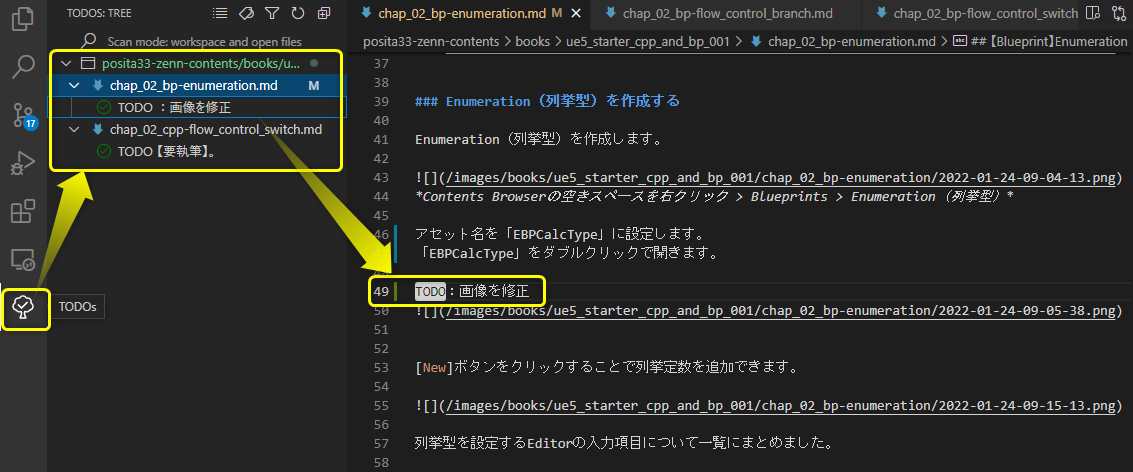 TODOS: TREE
Scan mode: workspace and open files
posita33-zenn-contents/books/u...
chap_02_bp-enumeration.md M
TODO ：画像を修正
chap_02_cpp-flow_control_switch.md
TODO【要執筆】。
17
TODOs
chap_02_bp-enumeration.md M
chap_02_bp-flow_control_branch.md
chap_02_bp-flow_control_switch
posita33-zenn-contents > books > ue5_starter_cpp_and_bp_001 > chap_02_bp-enumeration.md > ## 【Blueprint】Enumeration
37
38
39 ### Enumeration（列挙型）を作成する
40
41 Enumeration（列挙型）を作成します。
42
43 ![](/images/books/ue5_starter_cpp_and_bp_001/chap_02_bp-enumeration/2022-01-24-09-04-13.png)
44 *Contents Browserの空きスペースを右クリック > Blueprints > Enumeration（列挙型）*
45
46 アセット名を「EBPCalcType」に設定します。
47 「EBPCalcType」をダブルクリックで開きます。
49 TODO：画像を修正
50 ![](/images/books/ue5_starter_cpp_and_bp_001/chap_02_bp-enumeration/2022-01-24-09-05-38.png)
51
52
53 [New]ボタンをクリックすることで列挙定数を追加できます。
54
55 ![](/images/books/ue5_starter_cpp_and_bp_001/chap_02_bp-enumeration/2022-01-24-09-15-13.png)
56
57 列挙型を設定するEditorの入力項目について一覧にまとめました。
58